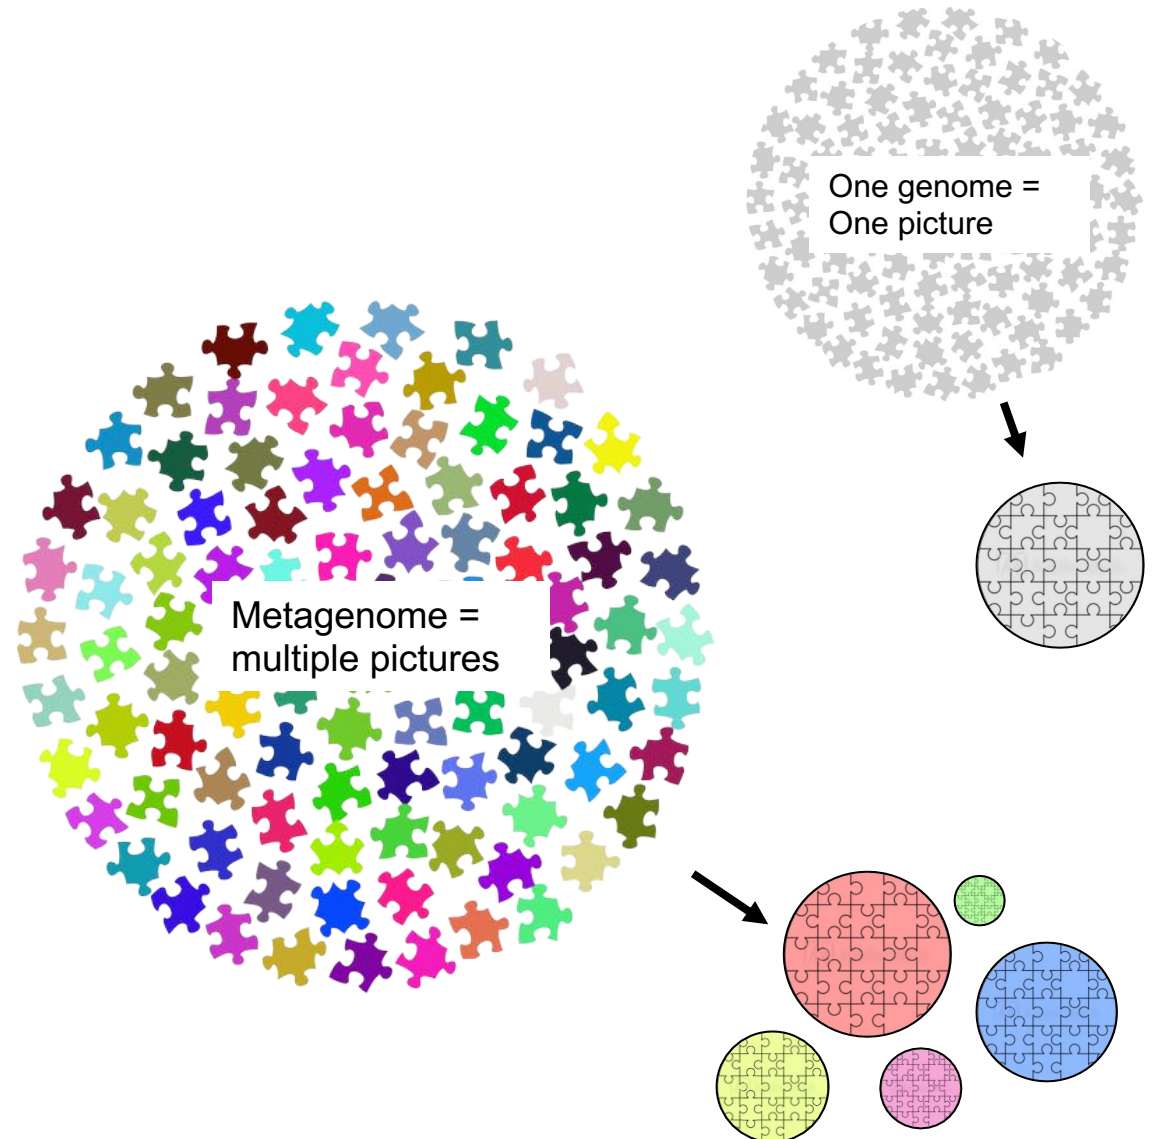 One genome =
One picture
Metagenome =
multiple pictures